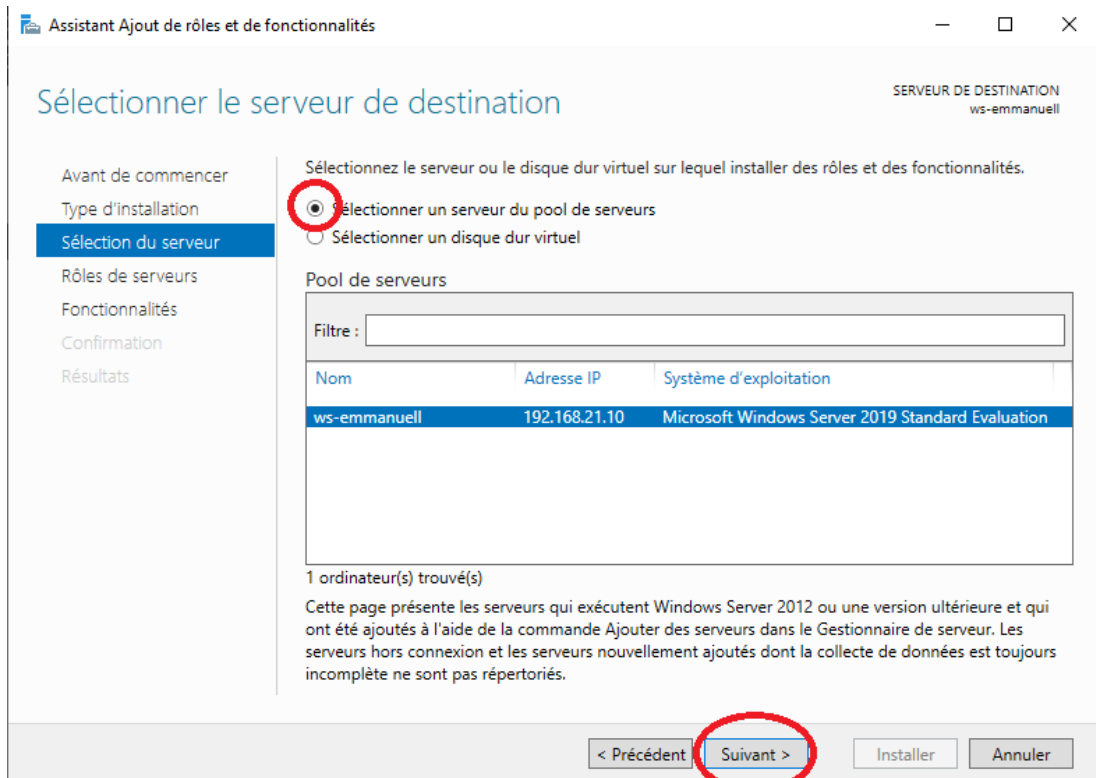 Assistant Ajout de rôles et de fonctionnalités
Sélectionner le serveur de destination
SERVEUR DE DESTINATION
ws-emmanuell
Avant de commencer
Type d'installation
Sélection du serveur
Rôles de serveurs
Fonctionnalités
Confirmation
Résultats
Sélectionnez le serveur ou le disque dur virtuel sur lequel installer des rôles et des fonctionnalités.
Sélectionner un serveur du pool de serveurs
Sélectionner un disque dur virtuel
Pool de serveurs
Filtre :
Nom Adresse IP Système d'exploitation
ws-emmanuell 192.168.21.10 Microsoft Windows Server 2019 Standard Evaluation
1 ordinateur(s) trouvé(s)
Cette page présente les serveurs qui exécutent Windows Server 2012 ou une version ultérieure et qui
ont été ajoutés à l'aide de la commande Ajouter des serveurs dans le Gestionnaire de serveur. Les
serveurs hors connexion et les serveurs nouvellement ajoutés dont la collecte de données est toujours
incomplète ne sont pas répertoriés.
< Précédent Suivant > Installer Annuler